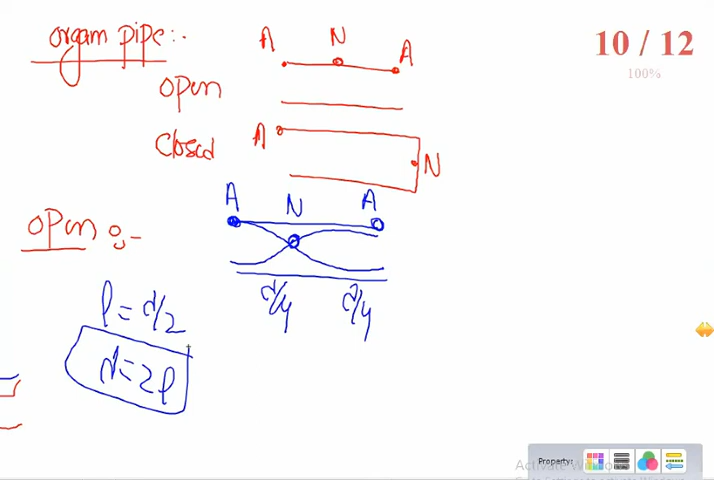 organ pipe:-
A N A
10 / 12
100%
open
closed
A
N
A N A
open :-
λ/4 λ/4
l = λ/2
λ = 2l
Property: